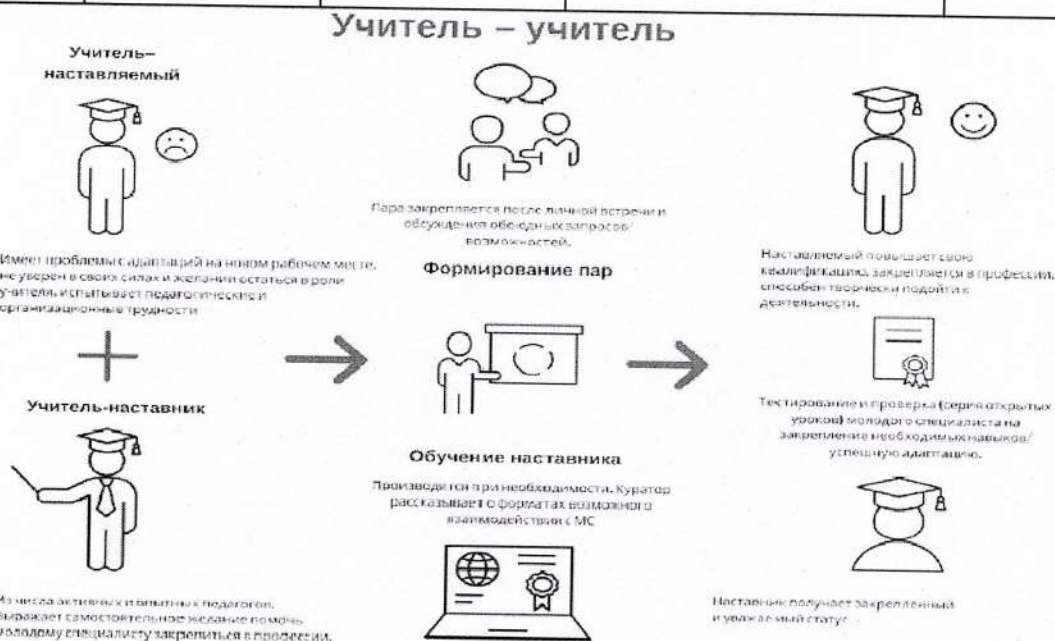 Учитель – учитель
Учитель–
наставляемый
Имеет проблемы с адаптацией на новом рабочем месте,
не уверен в своих силах и желании остаться в роли
учителя, испытывает педагогические и
организационные трудности
Учитель-наставник
Из числа активных и опытных педагогов.
Выражает самостоятельное желание помочь
молодому специалисту закрепиться в профессии.
Пара закрепляется после личной встречи и
обсуждения обоюдных запросов/
возможностей.
Формирование пар
Обучение наставника
Производится при необходимости. Куратор
рассказывает о форматах возможного
взаимодействия с МС
Наставляемый повышает свою
квалификацию, закрепляется в профессии,
способен творчески подойти к
деятельности.
Тестирование и проверка (серия открытых
уроков) молодого специалиста на
закрепление необходимых навыков/
успешную адаптацию.
Наставник получает закрепленный
и уважаемый статус